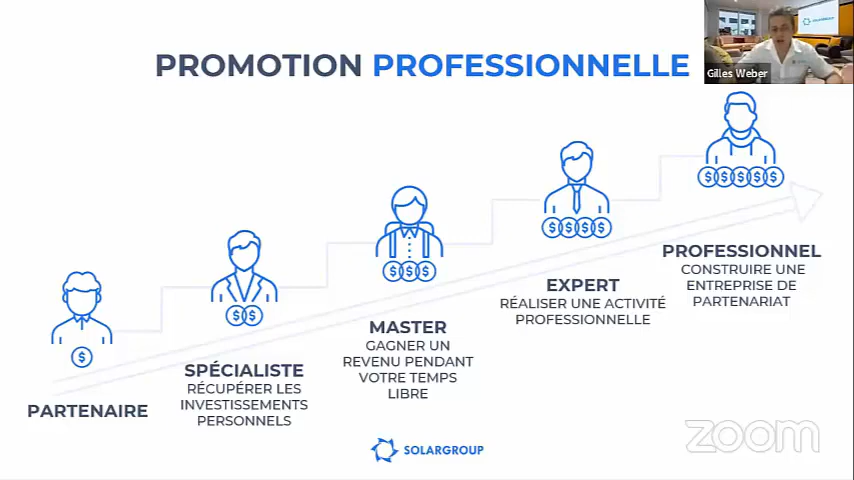 PROMOTION PROFESSIONNELLE
Gilles Weber
SOLARGROUP
PROFESSIONNEL
CONSTRUIRE UNE
ENTREPRISE DE
PARTENARIAT
EXPERT
RÉALISER UNE ACTIVITÉ
PROFESSIONNELLE
MASTER
GAGNER UN
REVENU PENDANT
VOTRE TEMPS
LIBRE
SPÉCIALISTE
RÉCUPÉRER LES
INVESTISSEMENTS
PERSONNELS
PARTENAIRE
SOLARGROUP
zoom